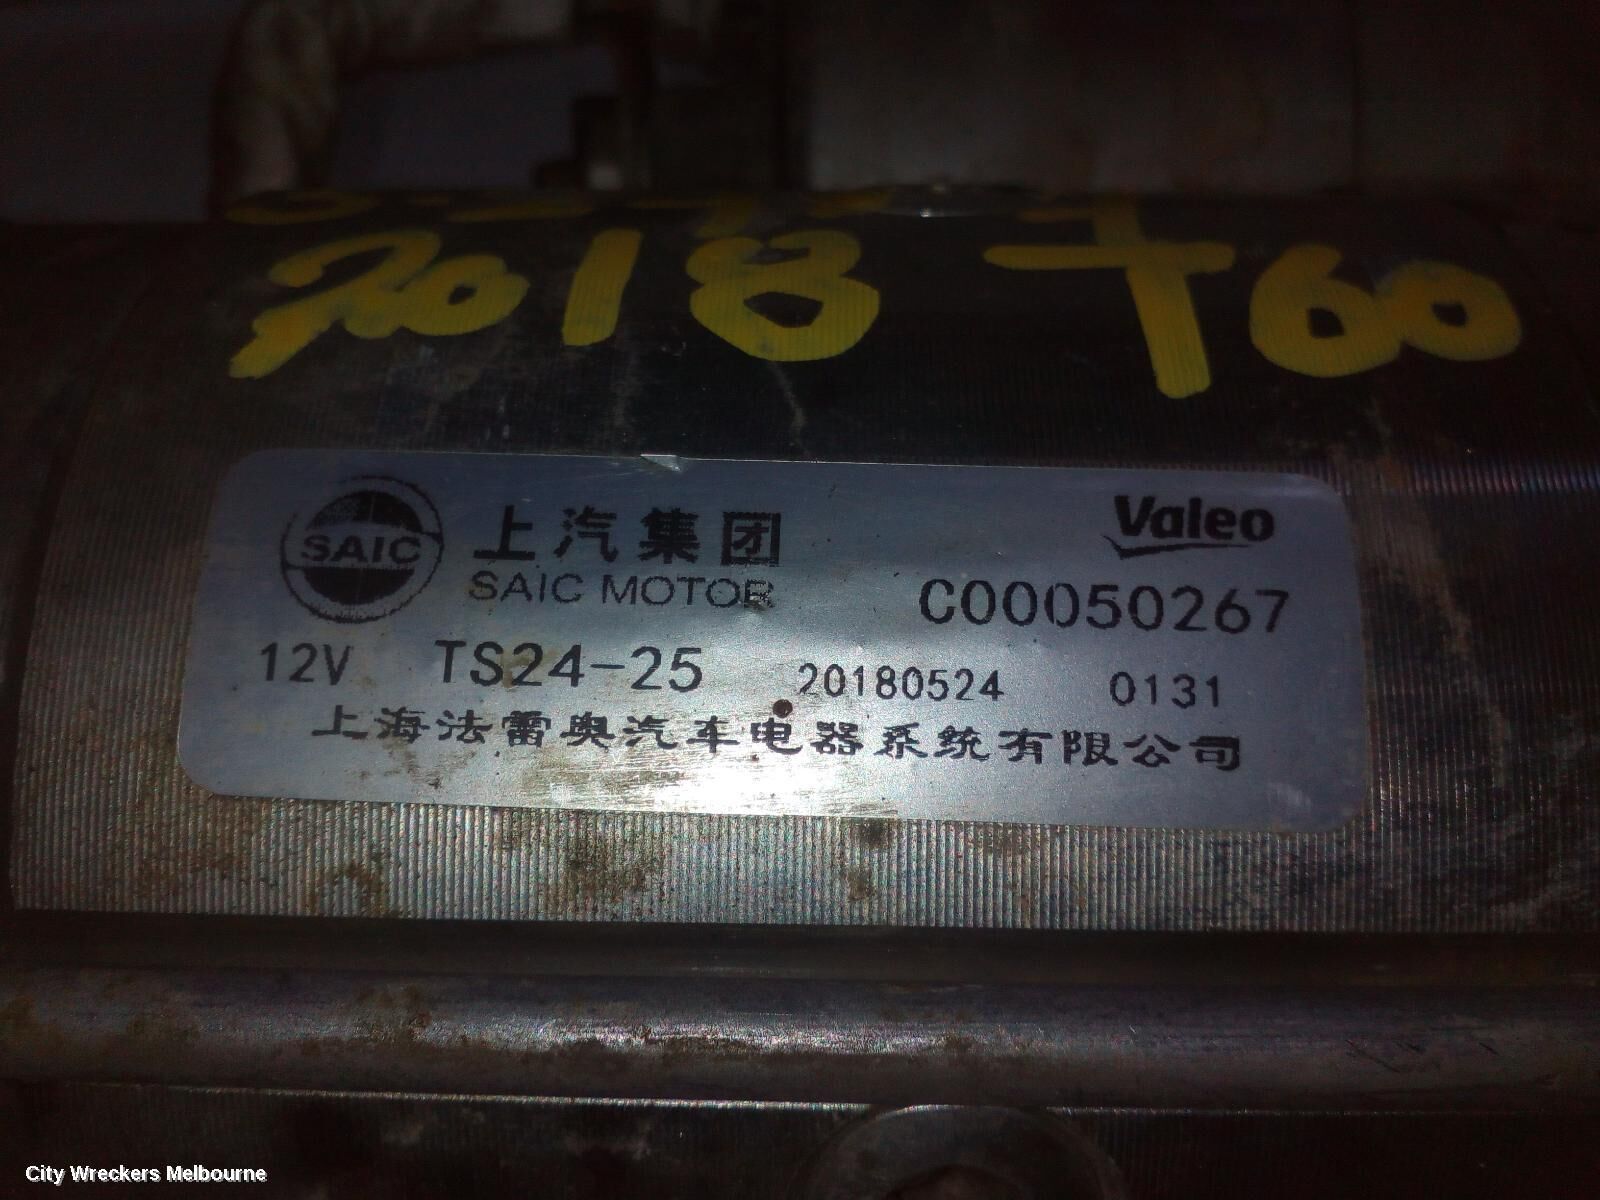 2018 T60
SAIC 上汽集团 Valeo
SAIC MOTOR C00050267
12V TS24-25 20180524 0131
上海法雷奥汽车电器系统有限公司
City Wreckers Melbourne